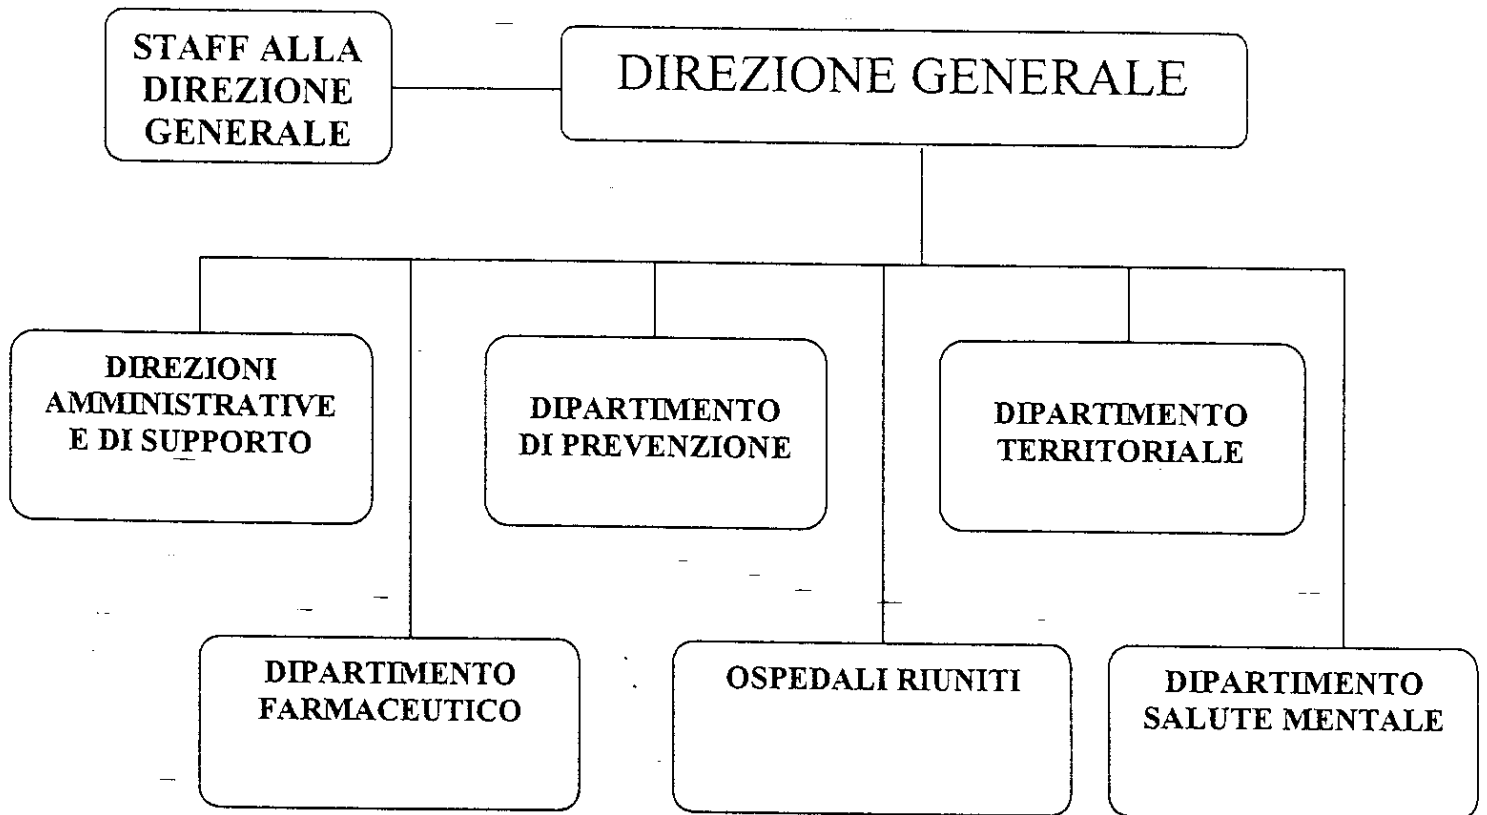 STAFF ALLA
DIREZIONE
GENERALE
DIREZIONE GENERALE
DIREZIONI
AMMINISTRATIVE
E DI SUPPORTO
DIPARTIMENTO
DI PREVENZIONE
DIPARTIMENTO
TERRITORIALE
DIPARTIMENTO
FARMACEUTICO
OSPEDALI RIUNITI
DIPARTIMENTO
SALUTE MENTALE